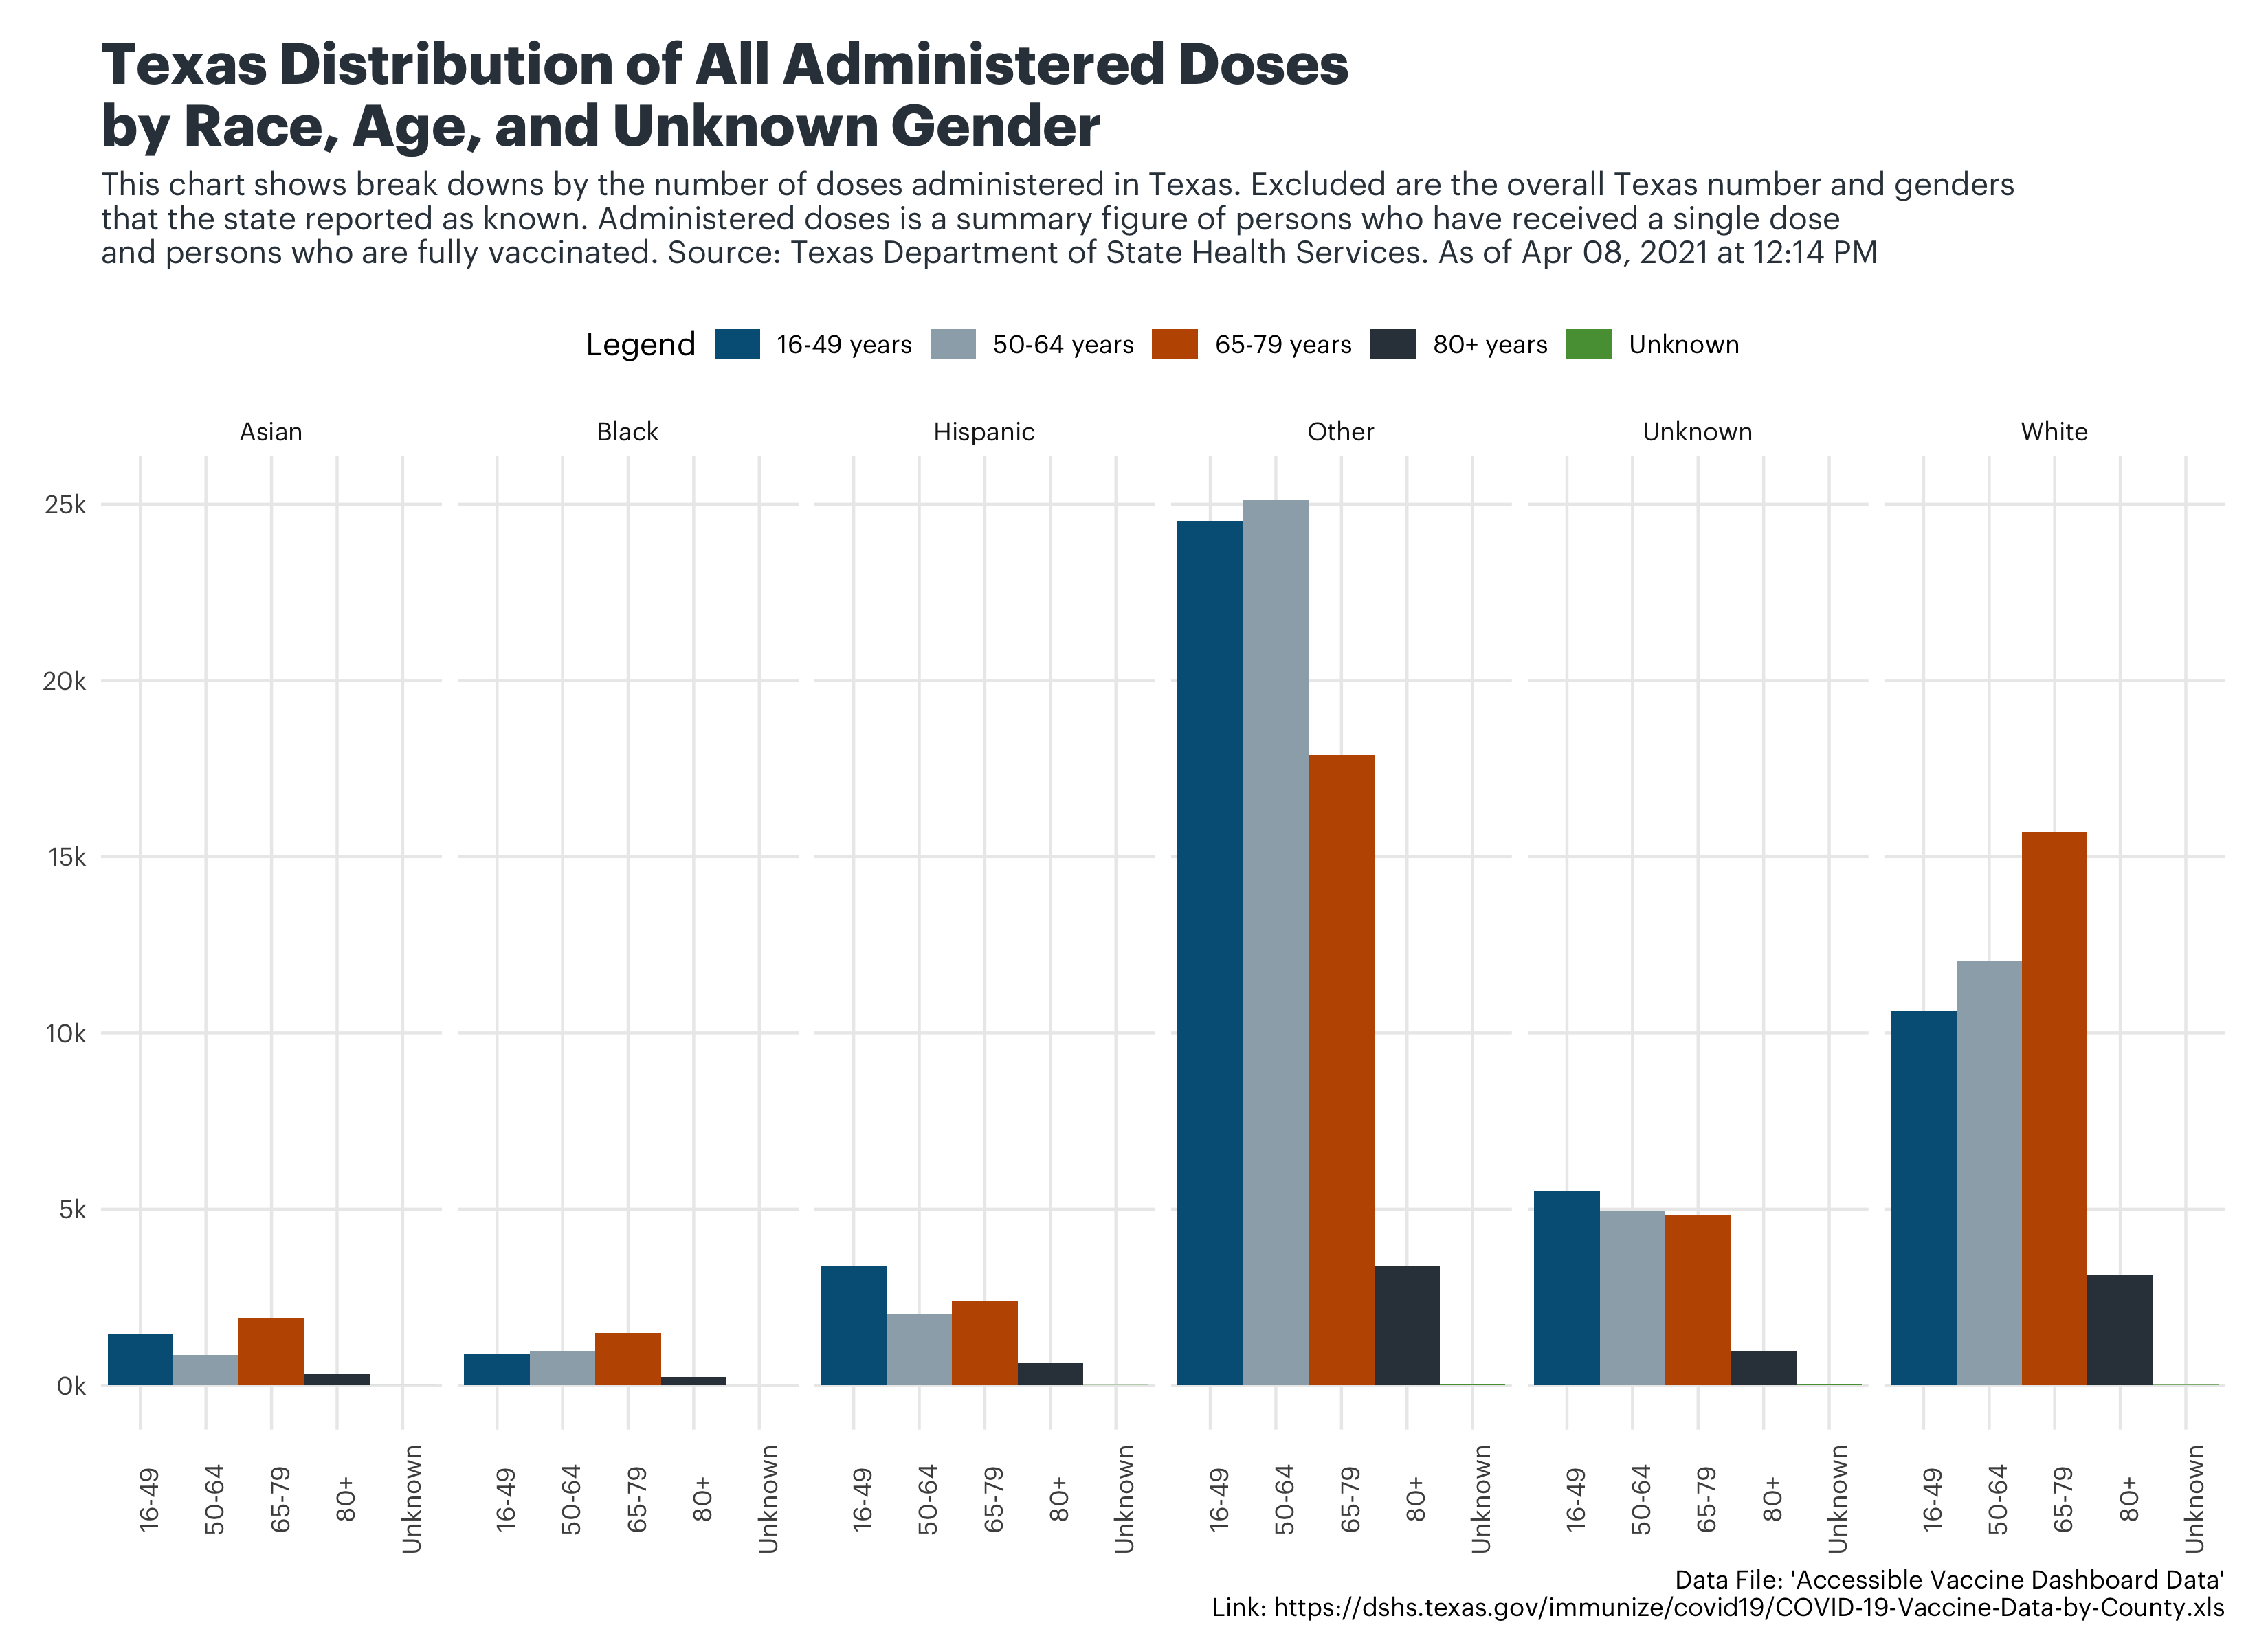 Texas Distribution of All Administered Doses
by Race, Age, and Unknown Gender
This chart shows break downs by the number of doses administered in Texas. Excluded are the overall Texas number and genders
that the state reported as known. Administered doses is a summary figure of persons who have received a single dose
and persons who are fully vaccinated. Source: Texas Department of State Health Services. As of Apr 08, 2021 at 12:14 PM
Legend 16-49 years 50-64 years 65-79 years 80+ years Unknown
Asian Black Hispanic Other Unknown White
25k
20k
15k
10k
5k
0k
16-49 50-64 65-79 80+ Unknown 16-49 50-64 65-79 80+ Unknown 16-49 50-64 65-79 80+ Unknown 16-49 50-64 65-79 80+ Unknown 16-49 50-64 65-79 80+ Unknown 16-49 50-64 65-79 80+ Unknown
Data File: 'Accessible Vaccine Dashboard Data'
Link: https://dshs.texas.gov/immunize/covid19/COVID-19-Vaccine-Data-by-County.xls